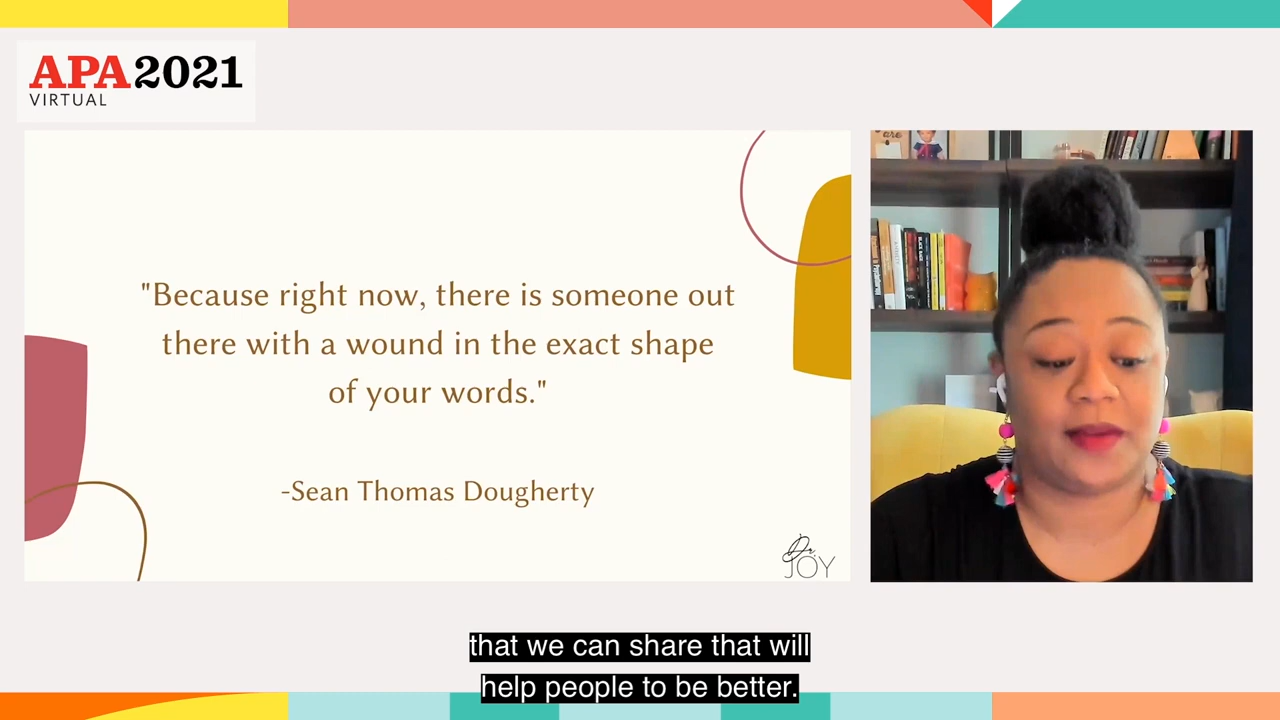 APA2021
VIRTUAL
"Because right now, there is someone out
there with a wound in the exact shape
of your words."
-Sean Thomas Dougherty
Dr.
JOY
that we can share that will
help people to be better.